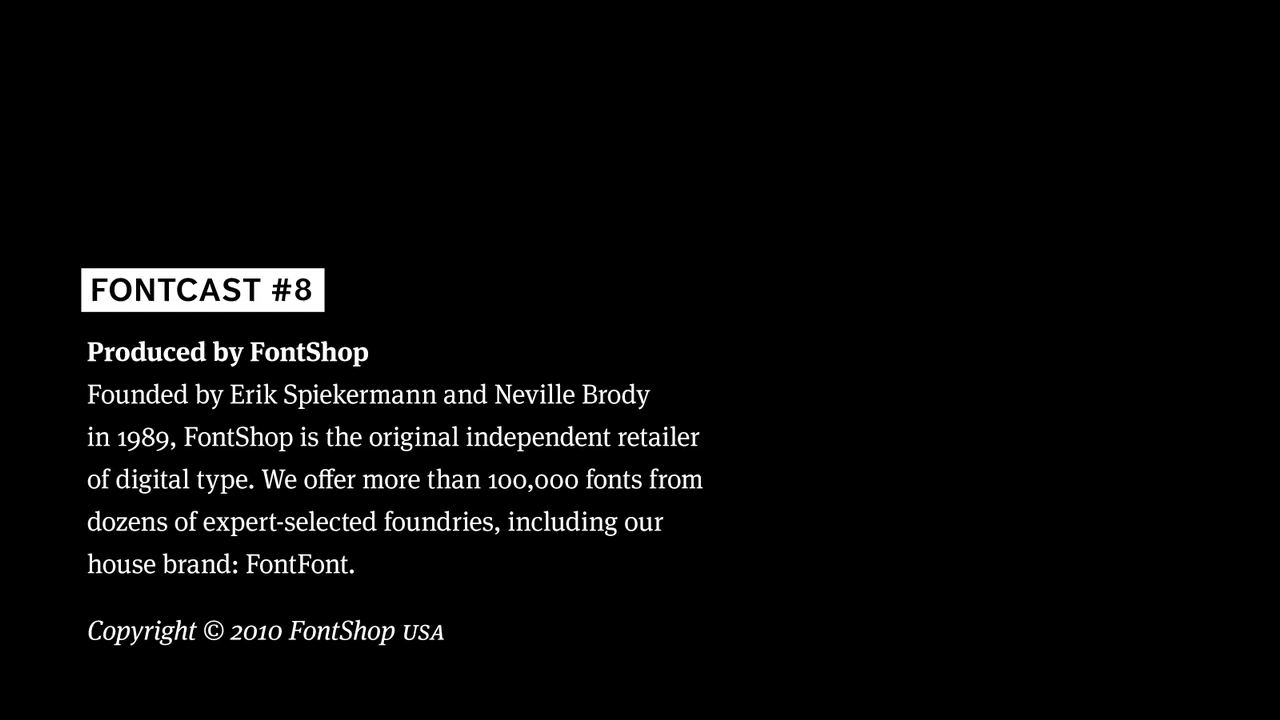 FONTCAST #8
Produced by FontShop
Founded by Erik Spiekermann and Neville Brody
in 1989, FontShop is the original independent retailer
of digital type. We offer more than 100,000 fonts from
dozens of expert-selected foundries, including our
house brand: FontFont.
Copyright © 2010 FontShop USA